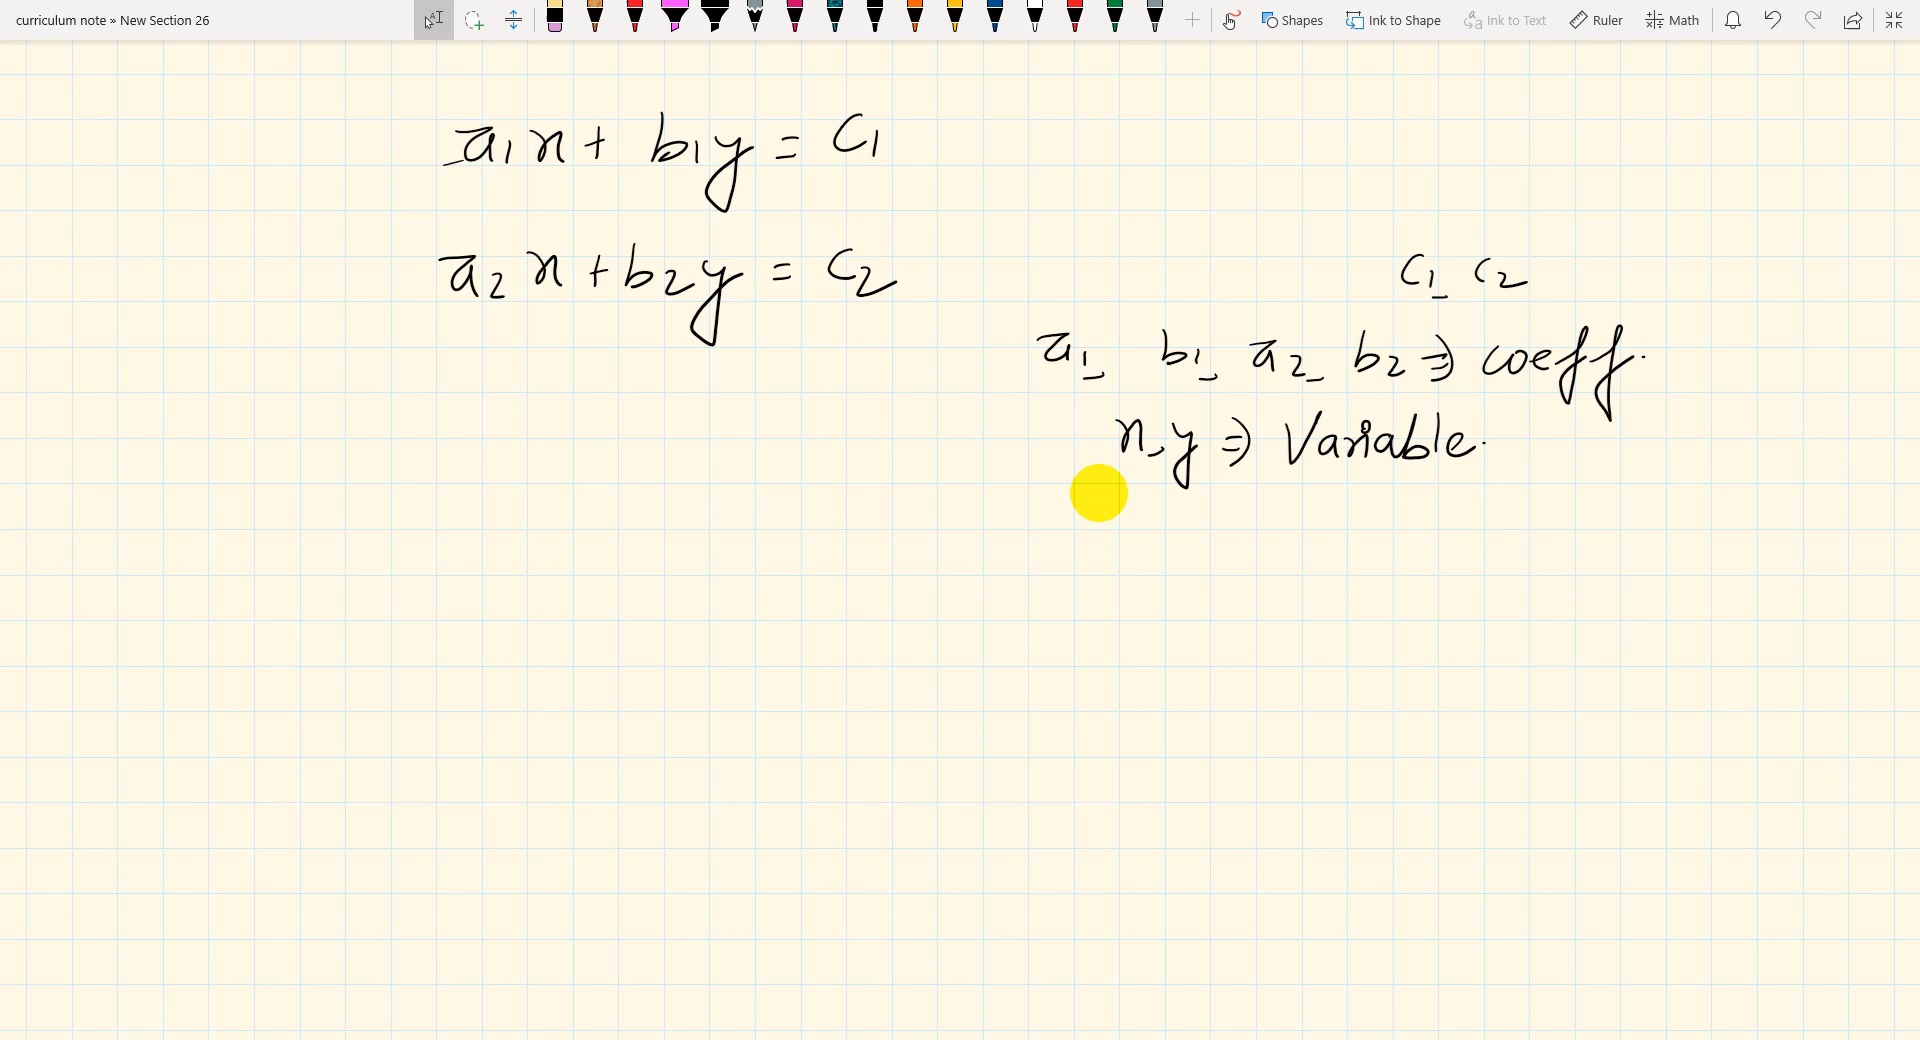 curriculum note » New Section 26
Shapes Ink to Shape Ink to Text Ruler Math
a1x + b1y = C1
a2x + b2y = C2
C1, C2
a1, b1, a2, b2 ⇒ coeff.
x, y ⇒ Variable.